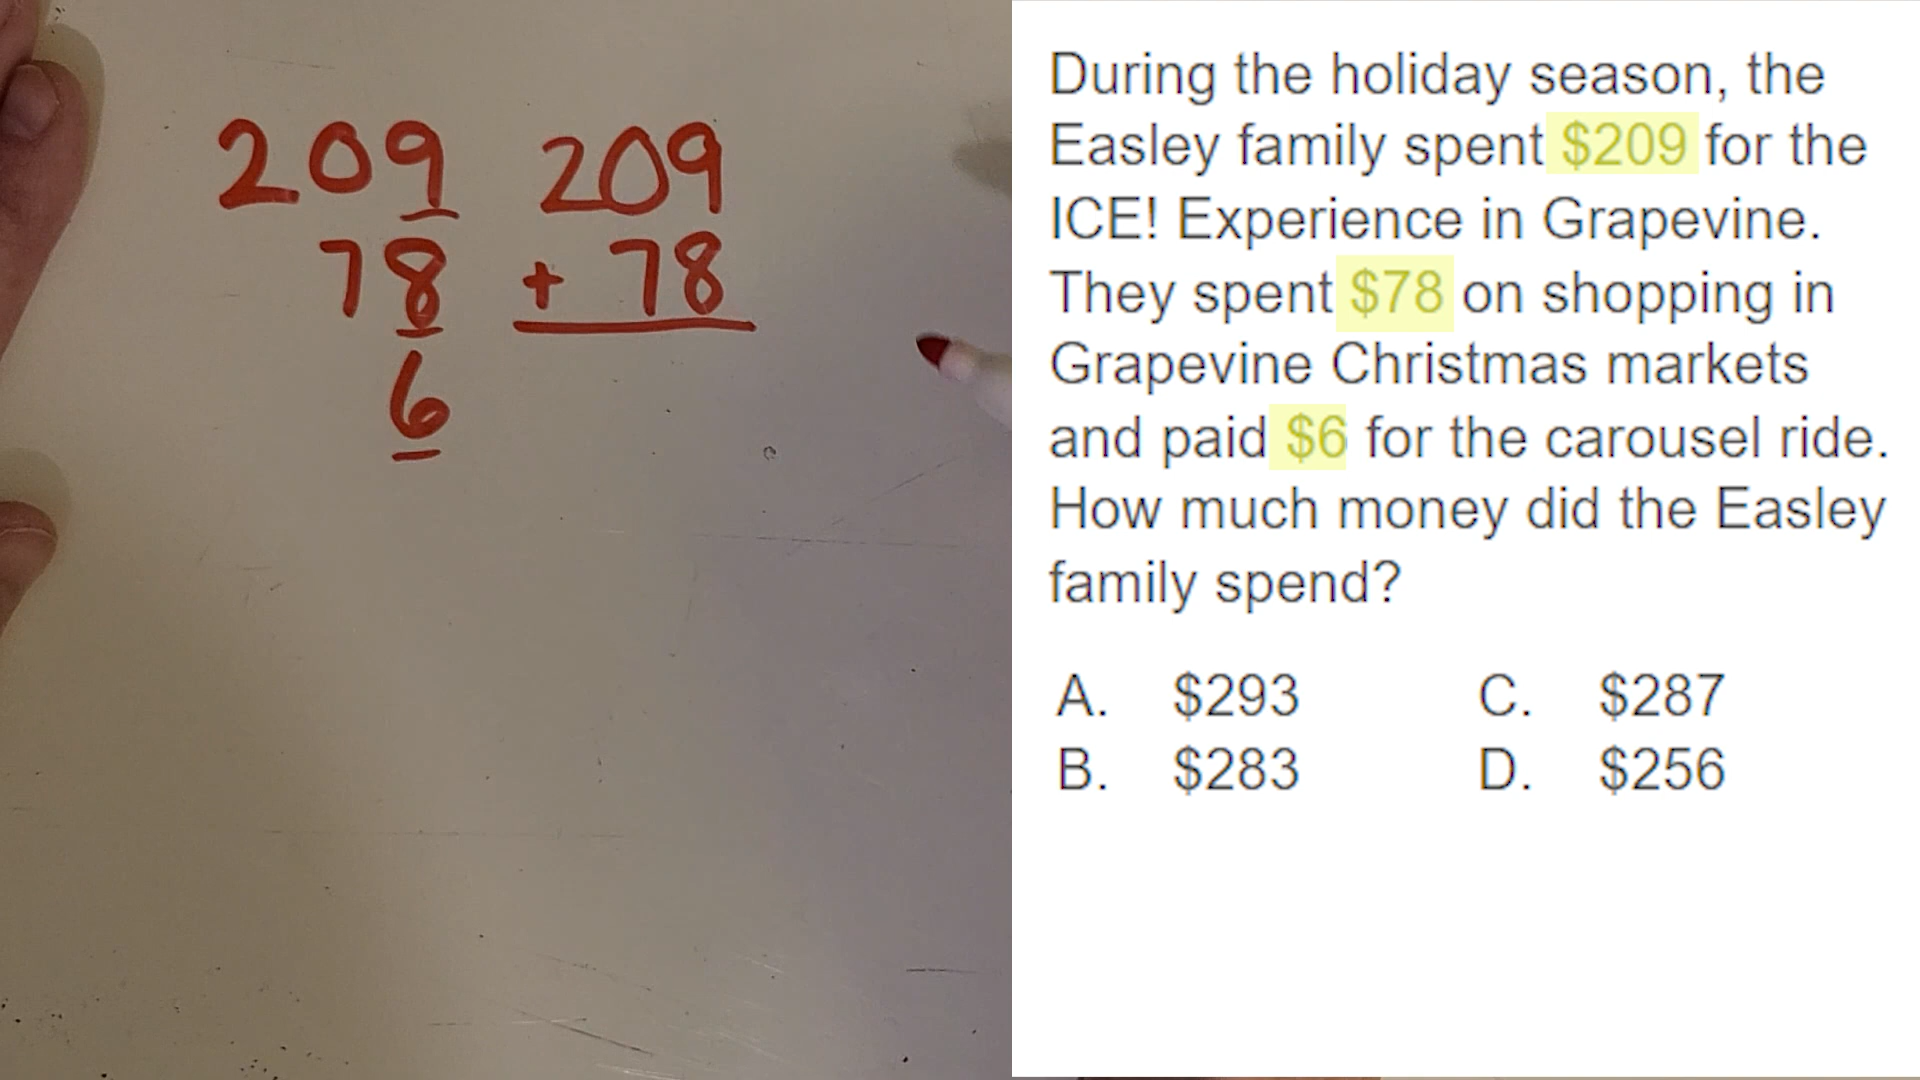 209
78
6
209
+ 78
During the holiday season, the
Easley family spent $209 for the
ICE! Experience in Grapevine.
They spent $78 on shopping in
Grapevine Christmas markets
and paid $6 for the carousel ride.
How much money did the Easley
family spend?
A. $293 C. $287
B. $283 D. $256